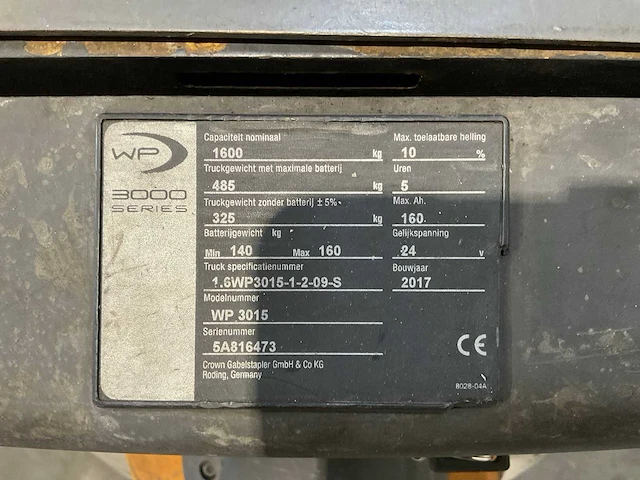 WP
3000
SERIES
Capaciteit nominaal
1600 kg
Truckgewicht met maximale batterij
485 kg
Truckgewicht zonder batterij ± 5%
325 kg
Batterijgewicht kg
Min 140 Max 160
Truck specificatienummer
1.6WP3015-1-2-09-S
Modelnummer
WP 3015
Serienummer
5A816473
Crown Gabelstapler GmbH & Co KG
Roding, Germany
Max. toelaatbare helling
10 %
Uren
5
Max. Ah.
160
Gelijkspanning
24 v
Bouwjaar
2017
CE
8028-04A